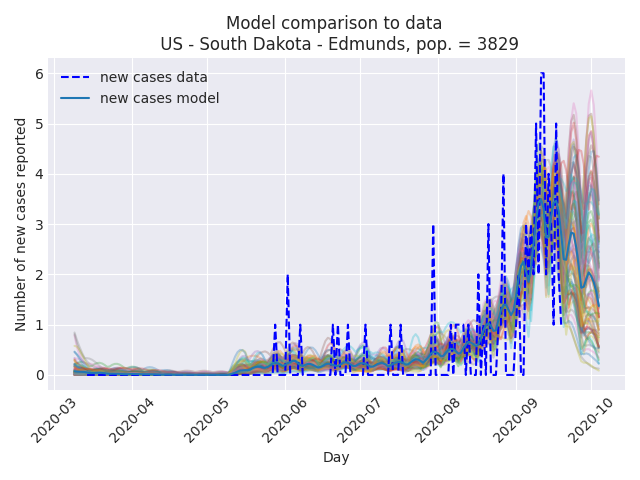 Model comparison to data
US - South Dakota - Edmunds, pop. = 3829
new cases data
new cases model
Number of new cases reported
6
5
4
3
2
1
0
2020-03
2020-04
2020-05
2020-06
2020-07
2020-08
2020-09
2020-10
Day